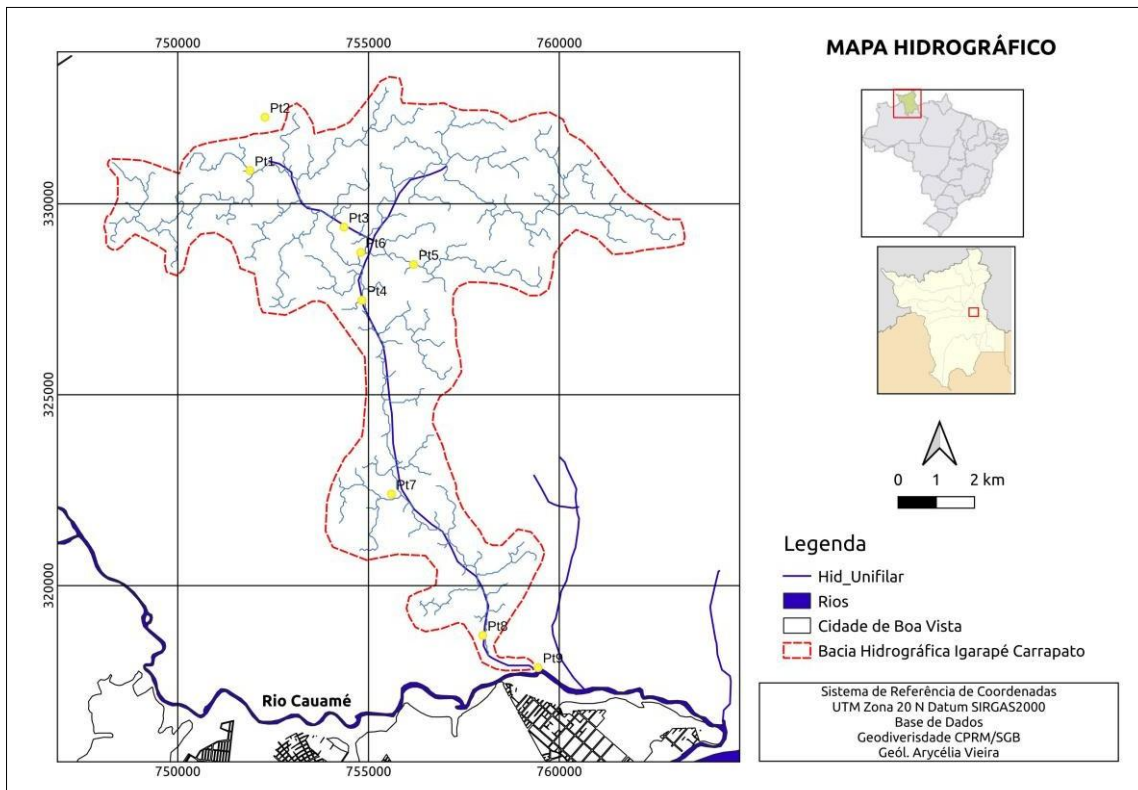 MAPA HIDROGRÁFICO
750000
755000
760000
330000
325000
320000
Pt2
Pt1
Pt3
Pt6
Pt5
Pt4
Pt7
Pt8
Pt9
Rio Cauamé
750000
755000
760000
0 1 2 km
Legenda
Hid_Unifilar
Rios
Cidade de Boa Vista
Bacia Hidrográfica Igarapé Carrapato
Sistema de Referência de Coordenadas
UTM Zona 20 N Datum SIRGAS2000
Base de Dados
Geodiverisdade CPRM/SGB
Geól. Arycélia Vieira